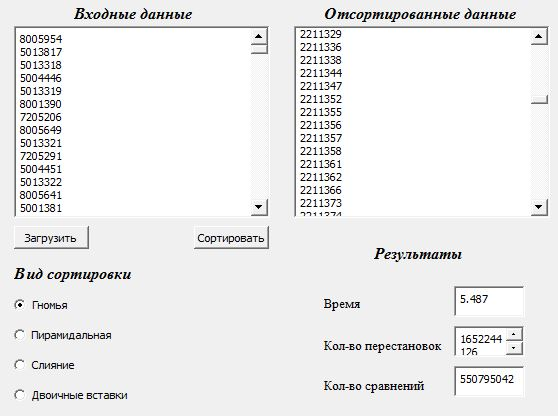 Входные данные
8005954
5013817
5013318
5004446
5013319
8001390
7205206
8005649
5013321
7205291
5004451
5013322
8005641
5001381
Загрузить
Сортировать
Вид сортировки
Гномья
Пирамидальная
Слияние
Двоичные вставки
Отсортированные данные
2211329
2211336
2211338
2211344
2211347
2211352
2211355
2211356
2211357
2211358
2211361
2211362
2211366
2211373
2211374
Результаты
Время
5.487
Кол-во перестановок
1652244
126
Кол-во сравнений
550795042